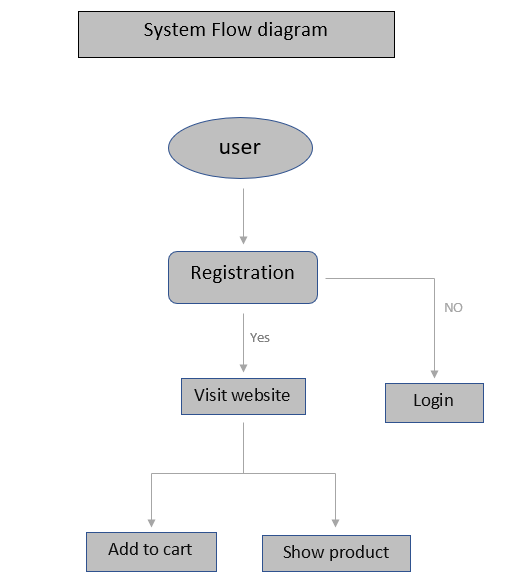 System Flow diagram
user
Registration
NO
Yes
Visit website
Login
Add to cart
Show product